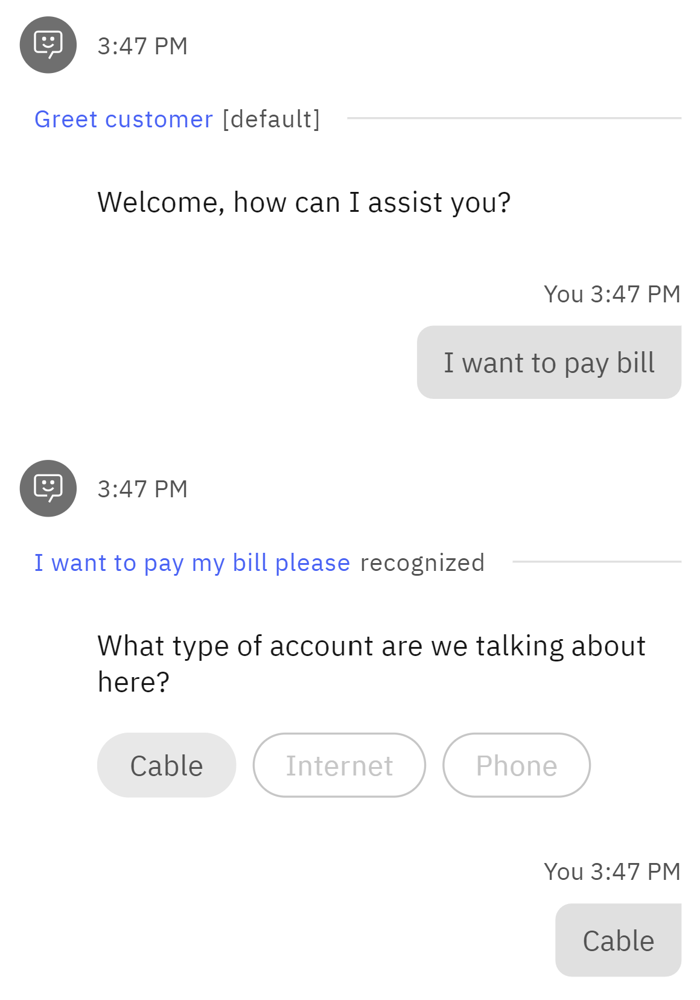 3:47 PM
Greet customer [default]
Welcome, how can I assist you?
You 3:47 PM
I want to pay bill
3:47 PM
I want to pay my bill please recognized
What type of account are we talking about
here?
Cable Internet Phone
You 3:47 PM
Cable